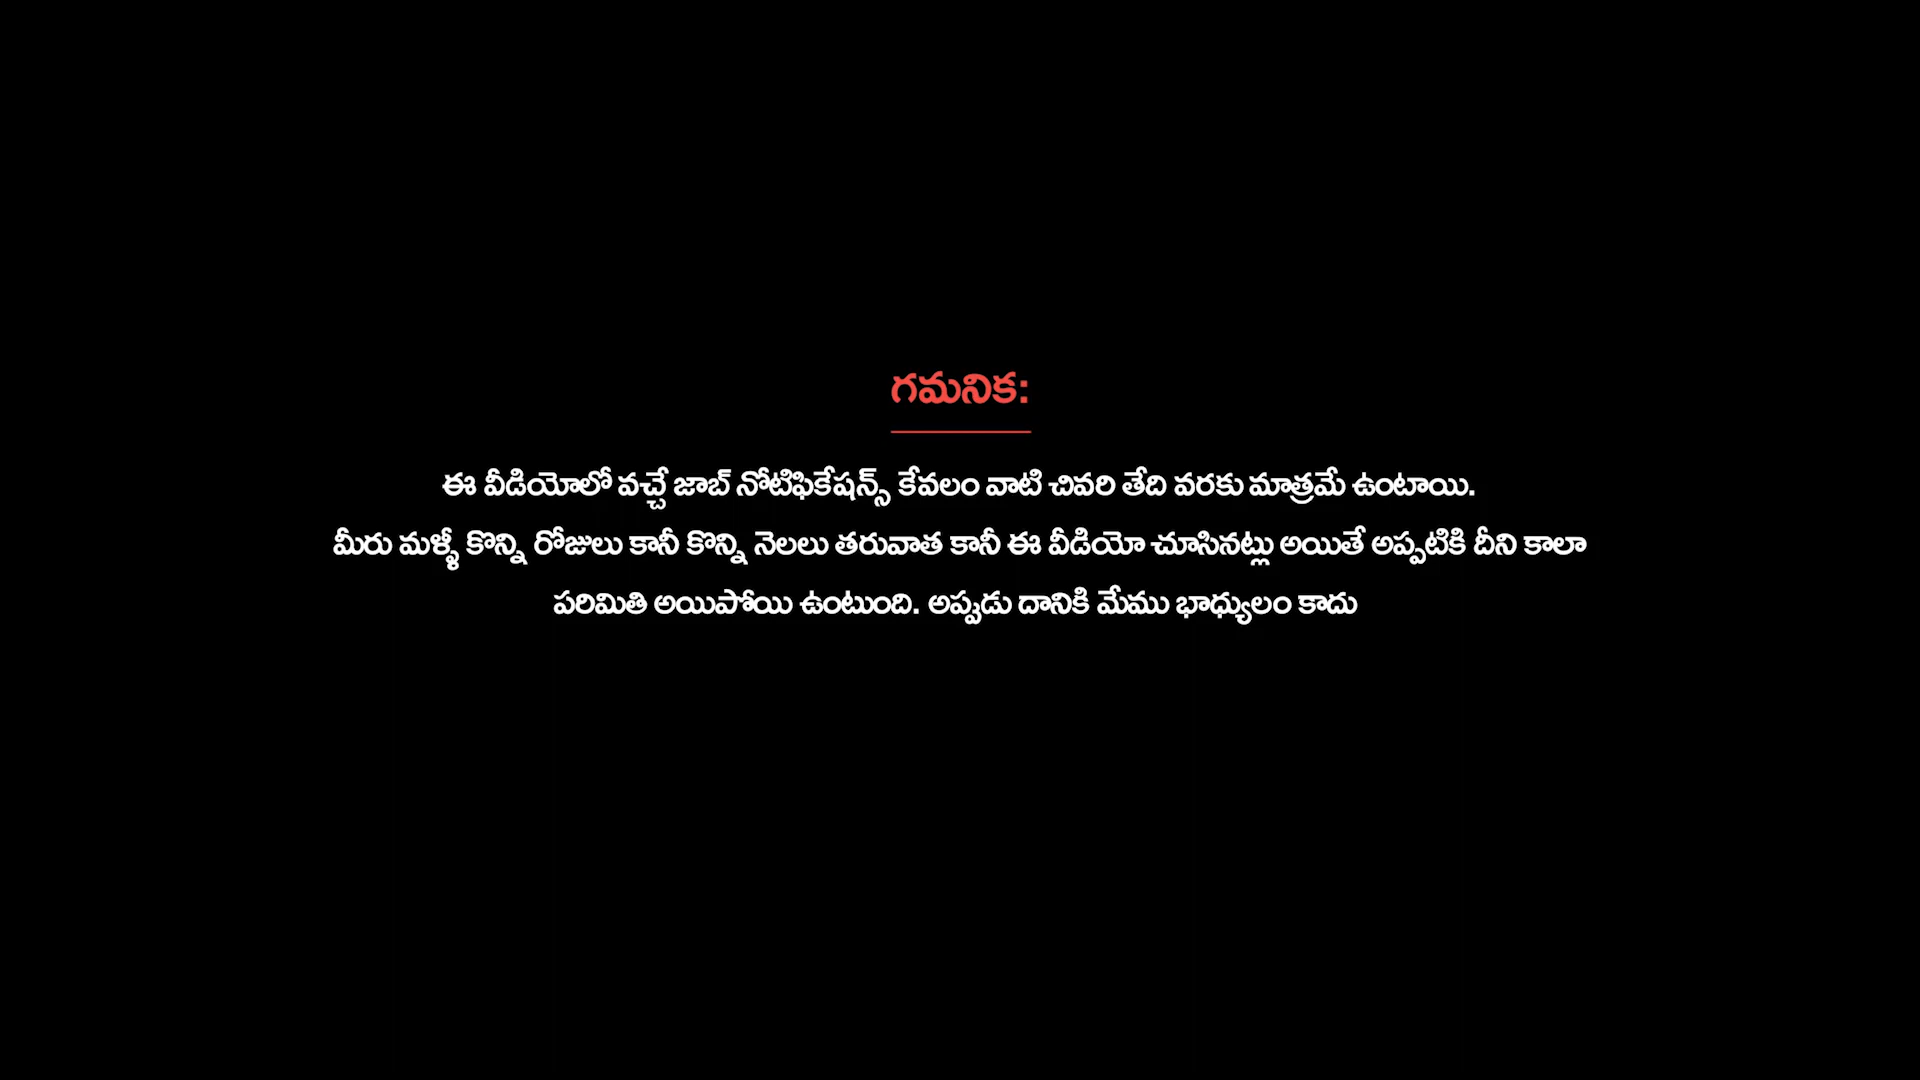 గమనిక:
ఈ వీడియోలో వచ్చే జాబ్ నోటిఫికేషన్స్ కేవలం వాటి చివరి తేది వరకు మాత్రమే ఉంటాయి.
మీరు మళ్ళీ కొన్ని రోజులు కానీ కొన్ని నెలలు తరువాత కానీ ఈ వీడియో చూసినట్లు అయితే అప్పటికి దీని కాలా
పరిమితి అయిపోయి ఉంటుంది. అప్పుడు దానికి మేము భాధ్యులం కాదు